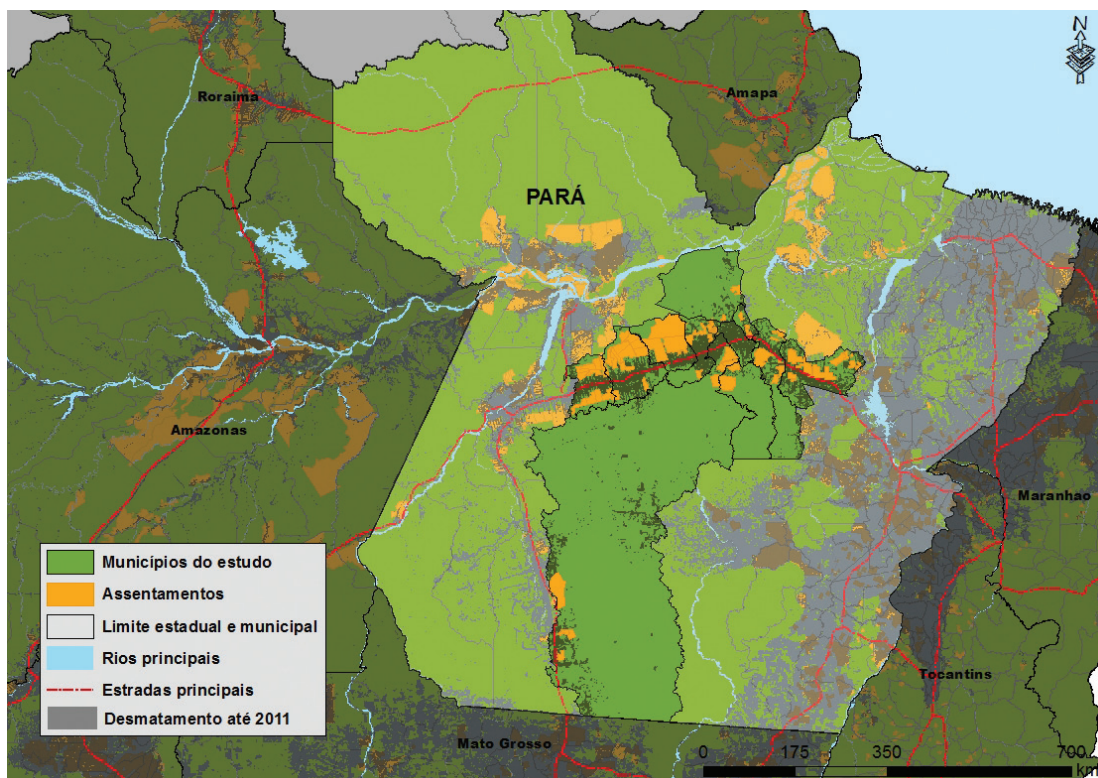 N
Roraima
Amapa
PARÁ
Amazonas
Maranhao
Municípios do estudo
Assentamentos
Limite estadual e municipal
Rios principais
Estradas principais
Desmatamento até 2011
Tocantins
Mato Grosso
0 175 350 700
km